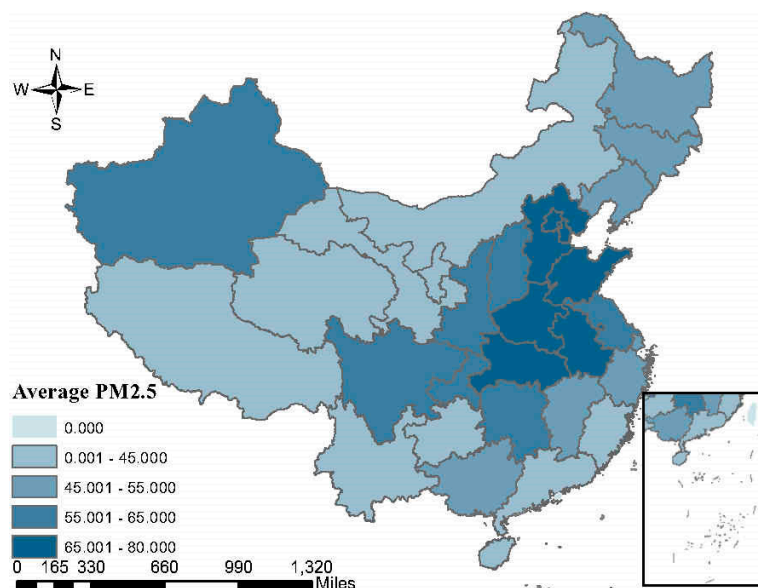 N
W E
S
Average PM2.5
0.000
0.001 - 45.000
45.001 - 55.000
55.001 - 65.000
65.001 - 80.000
0 165 330 660 990 1,320
Miles